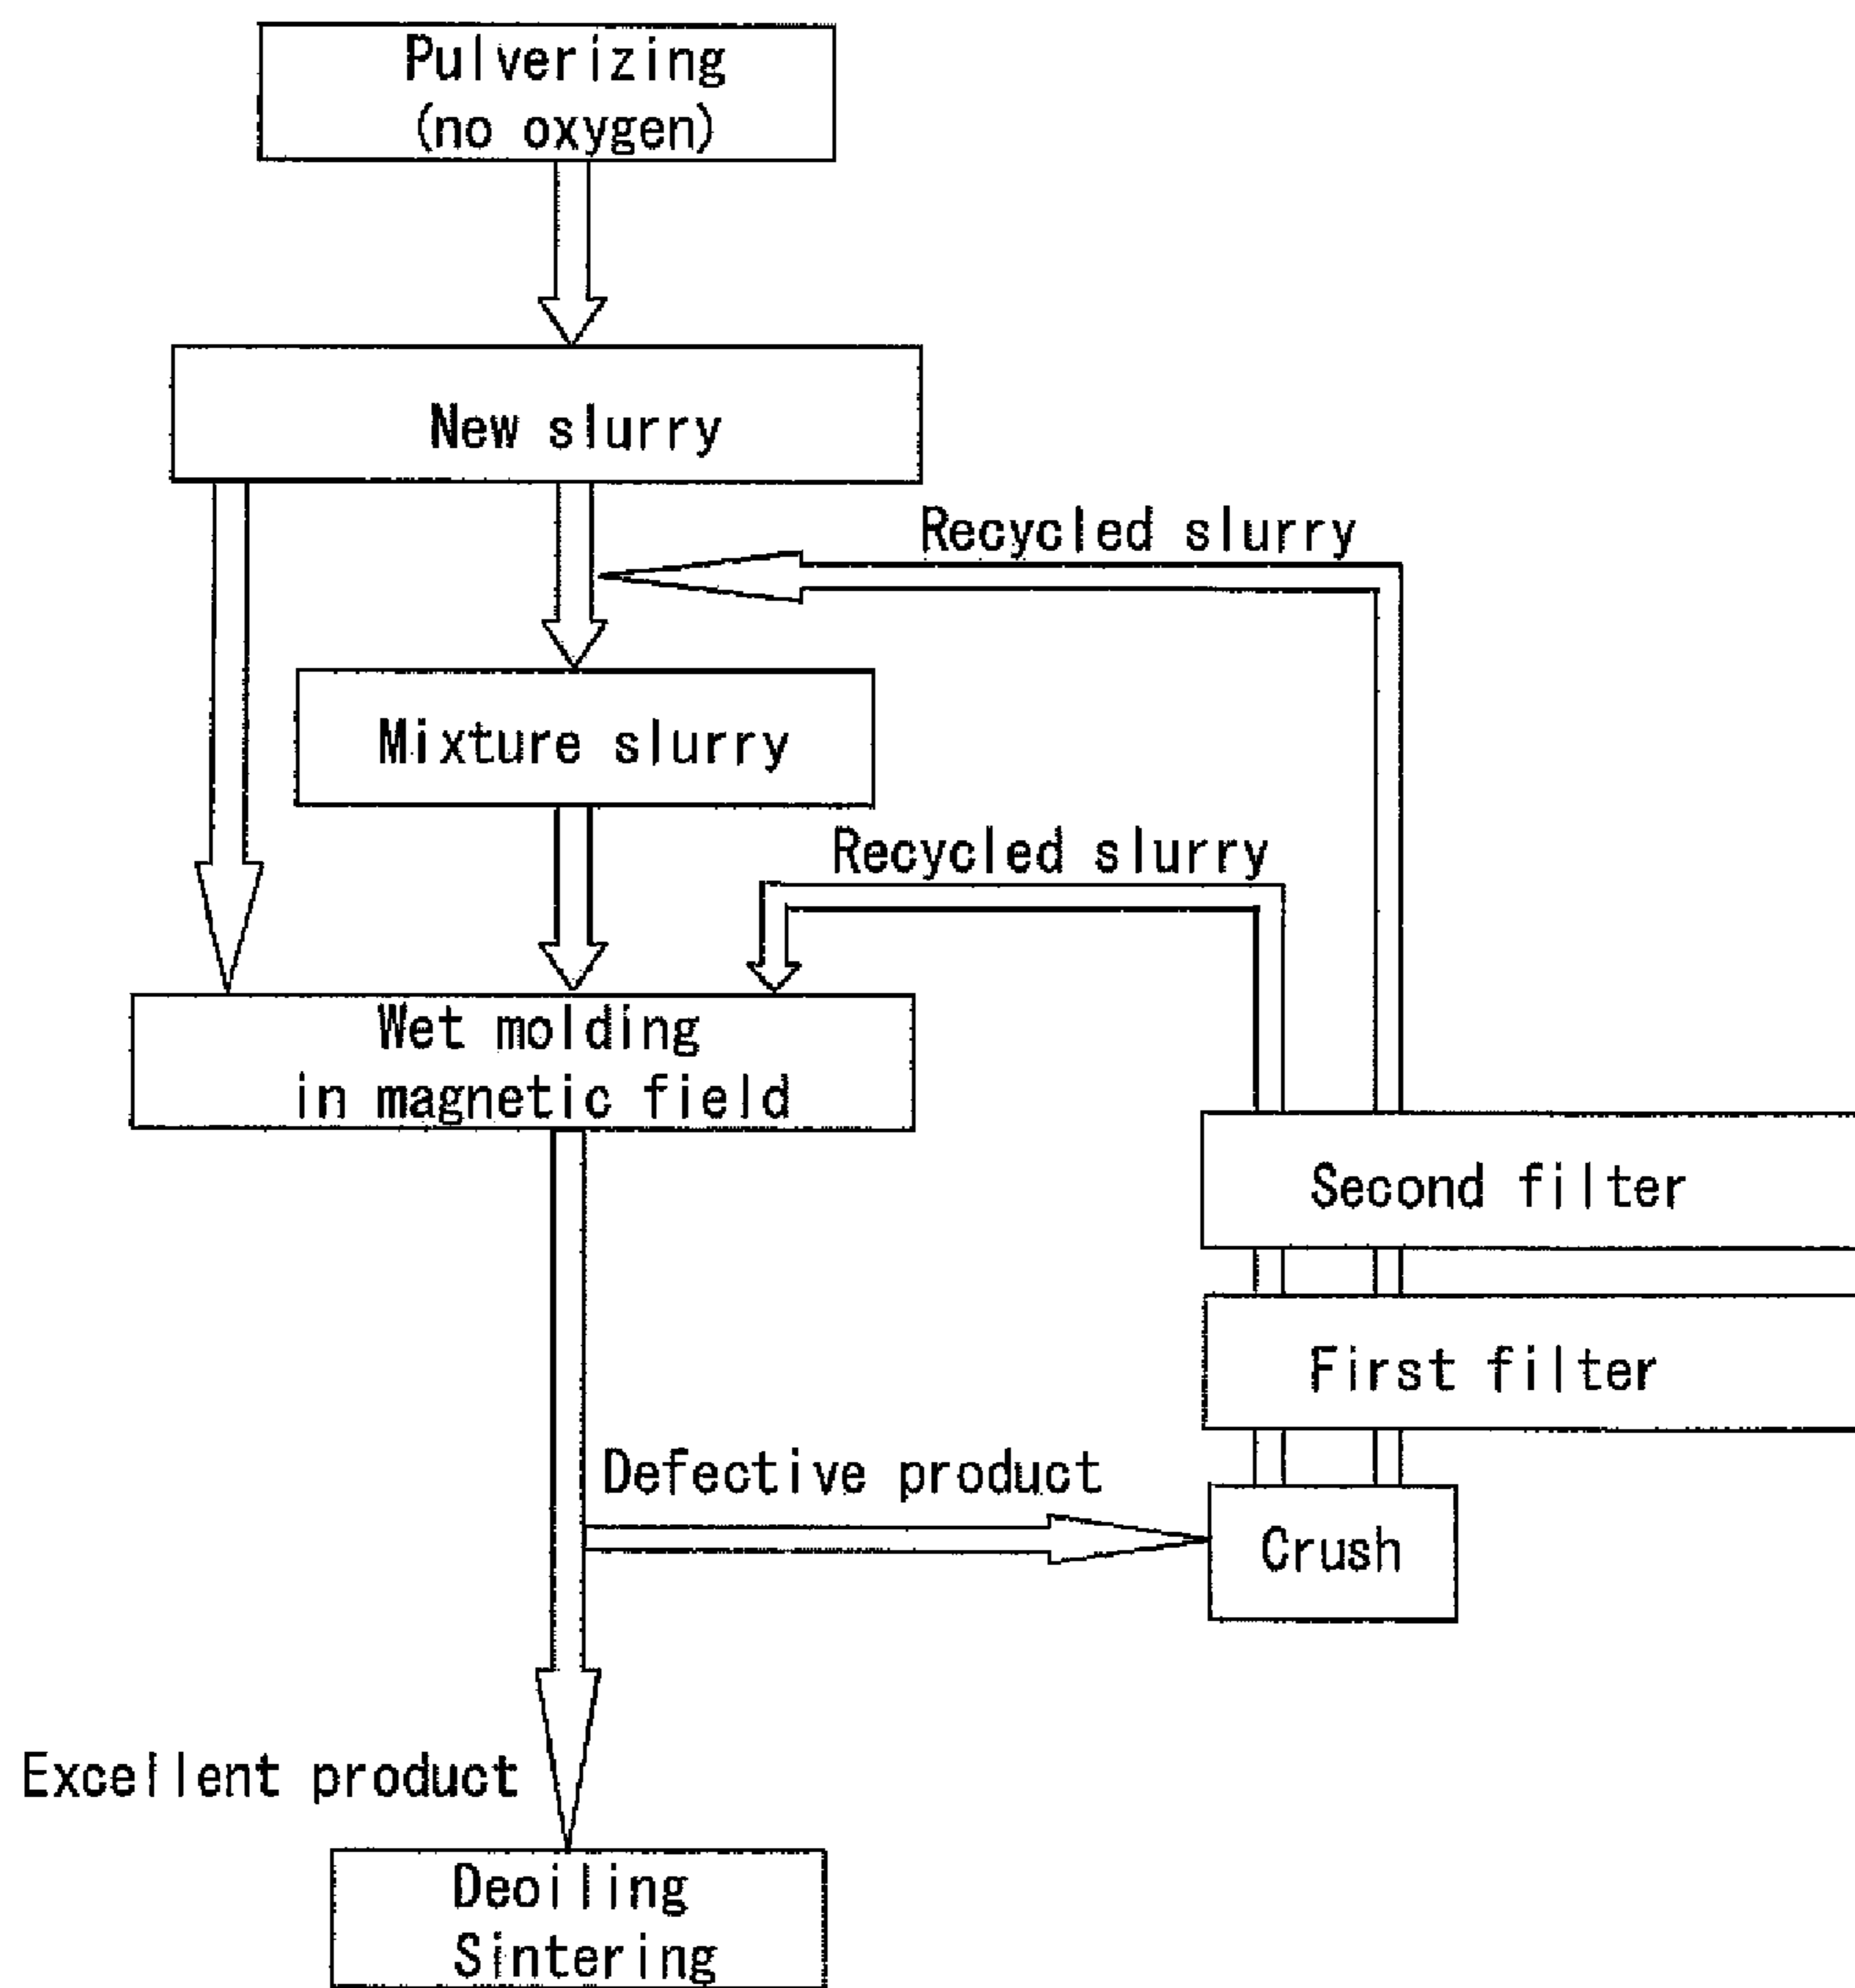 Pulverizing
(no oxygen)
New slurry
Recycled slurry
Mixture slurry
Recycled slurry
Wet molding
in magnetic field
Second filter
First filter
Defective product
Crush
Excellent product
Deoiling
Sintering